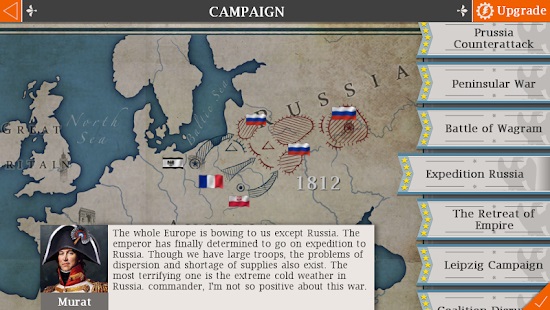 CAMPAIGN
Upgrade
Prussia
Counterattack
Peninsular War
Battle of Wagram
Expedition Russia
The Retreat of
Empire
Leipzig Campaign
Coalition Disrup
RUSSIA
North
Sea
Baltic Sea
GREAT
BRITAIN
1812
The whole Europe is bowing to us except Russia. The
emperor has finally determined to go on expedition to
Russia. Though we have large troops, the problems of
dispersion and shortage of supplies also exist. The
most terrifying one is the extreme cold weather in
Russia. commander, I'm not so positive about this war.
Murat